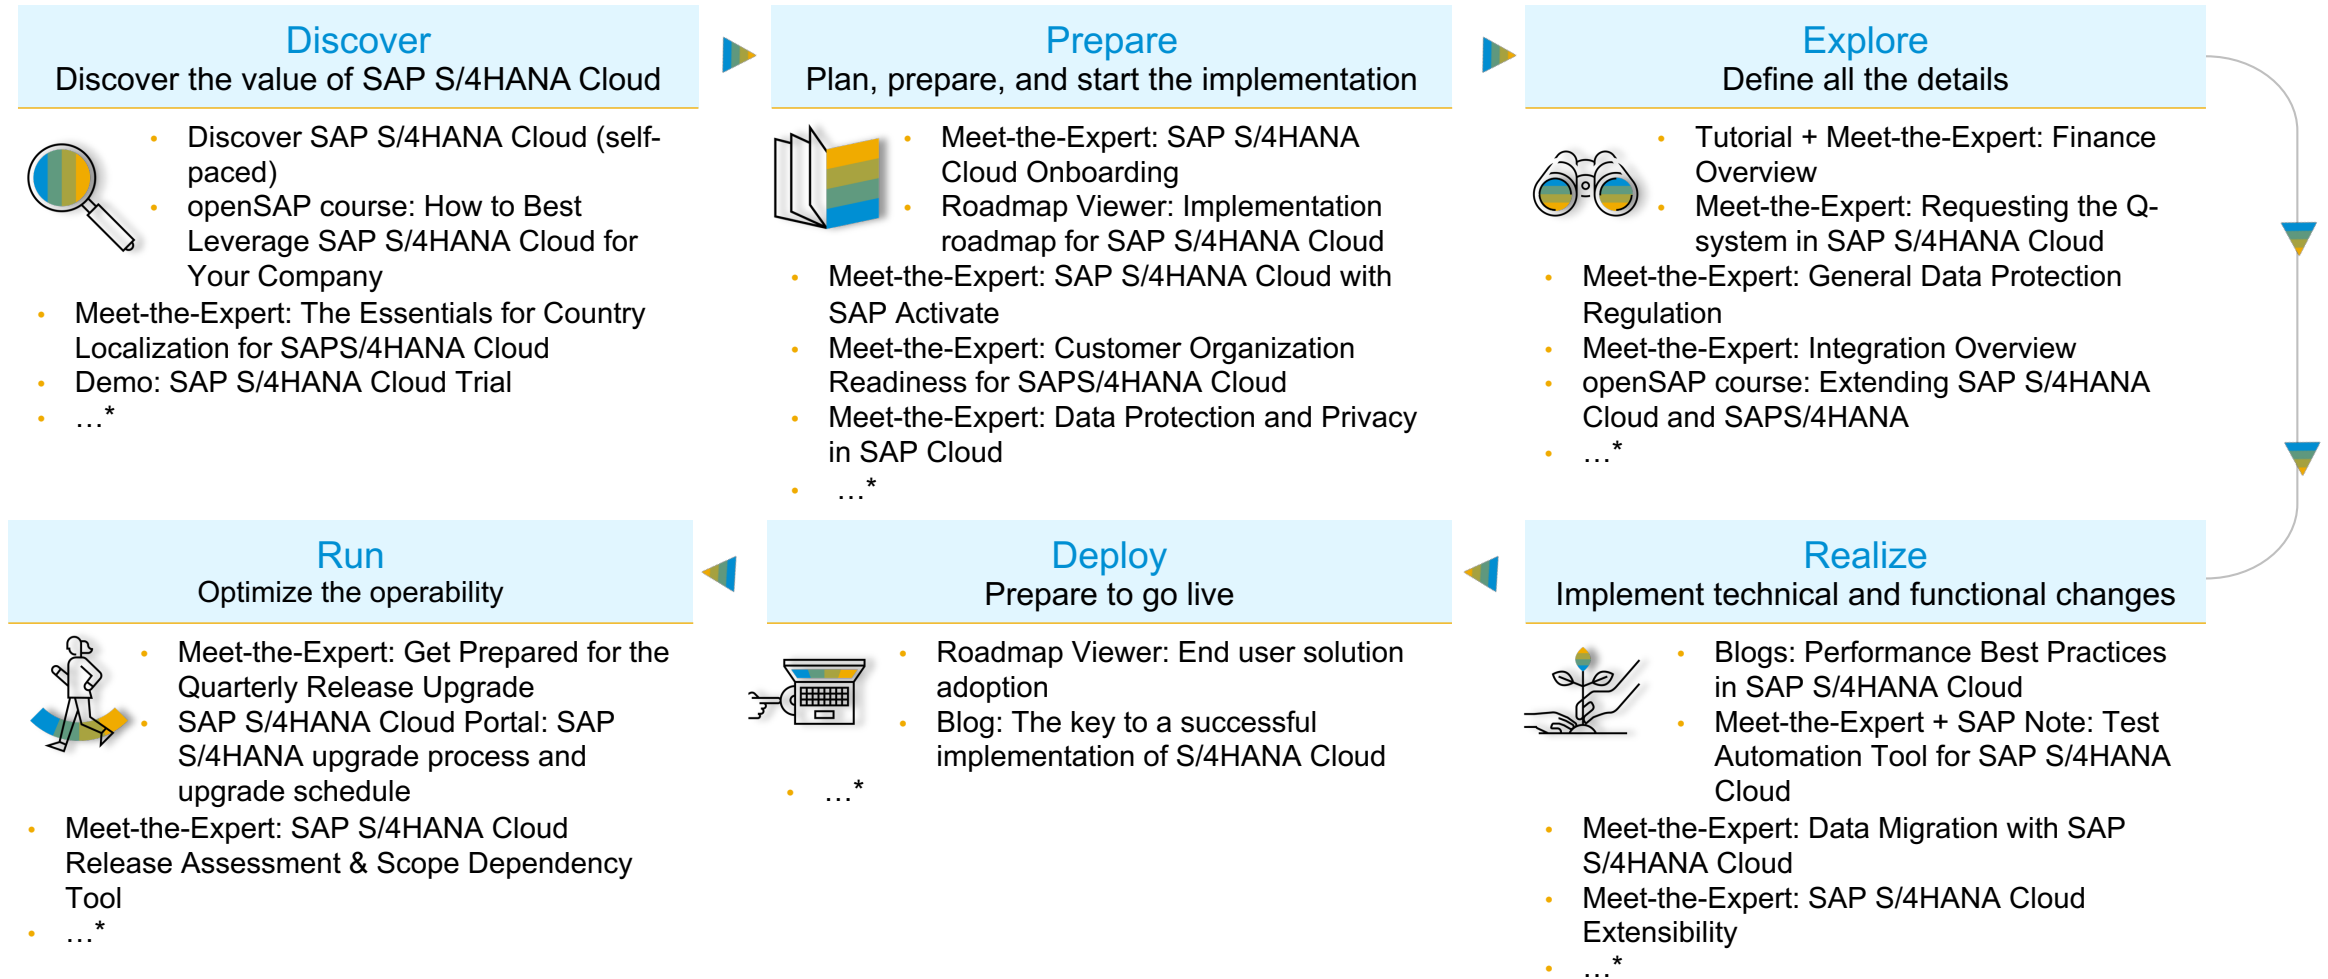 Discover
Discover the value of SAP S/4HANA Cloud
• Discover SAP S/4HANA Cloud (self-
paced)
• openSAP course: How to Best
Leverage SAP S/4HANA Cloud for
Your Company
• Meet-the-Expert: The Essentials for Country
Localization for SAPS/4HANA Cloud
• Demo: SAP S/4HANA Cloud Trial
• …*
Prepare
Plan, prepare, and start the implementation
• Meet-the-Expert: SAP S/4HANA
Cloud Onboarding
• Roadmap Viewer: Implementation
roadmap for SAP S/4HANA Cloud
• Meet-the-Expert: SAP S/4HANA Cloud with
SAP Activate
• Meet-the-Expert: Customer Organization
Readiness for SAPS/4HANA Cloud
• Meet-the-Expert: Data Protection and Privacy
in SAP Cloud
• …*
Explore
Define all the details
• Tutorial + Meet-the-Expert: Finance
Overview
• Meet-the-Expert: Requesting the Q-
system in SAP S/4HANA Cloud
• Meet-the-Expert: General Data Protection
Regulation
• Meet-the-Expert: Integration Overview
• openSAP course: Extending SAP S/4HANA
Cloud and SAPS/4HANA
• …*
Run
Optimize the operability
• Meet-the-Expert: Get Prepared for the
Quarterly Release Upgrade
• SAP S/4HANA Cloud Portal: SAP
S/4HANA upgrade process and
upgrade schedule
• Meet-the-Expert: SAP S/4HANA Cloud
Release Assessment & Scope Dependency
Tool
• …*
Deploy
Prepare to go live
• Roadmap Viewer: End user solution
adoption
• Blog: The key to a successful
implementation of S/4HANA Cloud
• …*
Realize
Implement technical and functional changes
• Blogs: Performance Best Practices
in SAP S/4HANA Cloud
• Meet-the-Expert + SAP Note: Test
Automation Tool for SAP S/4HANA
Cloud
• Meet-the-Expert: Data Migration with SAP
S/4HANA Cloud
• Meet-the-Expert: SAP S/4HANA Cloud
Extensibility
• …*